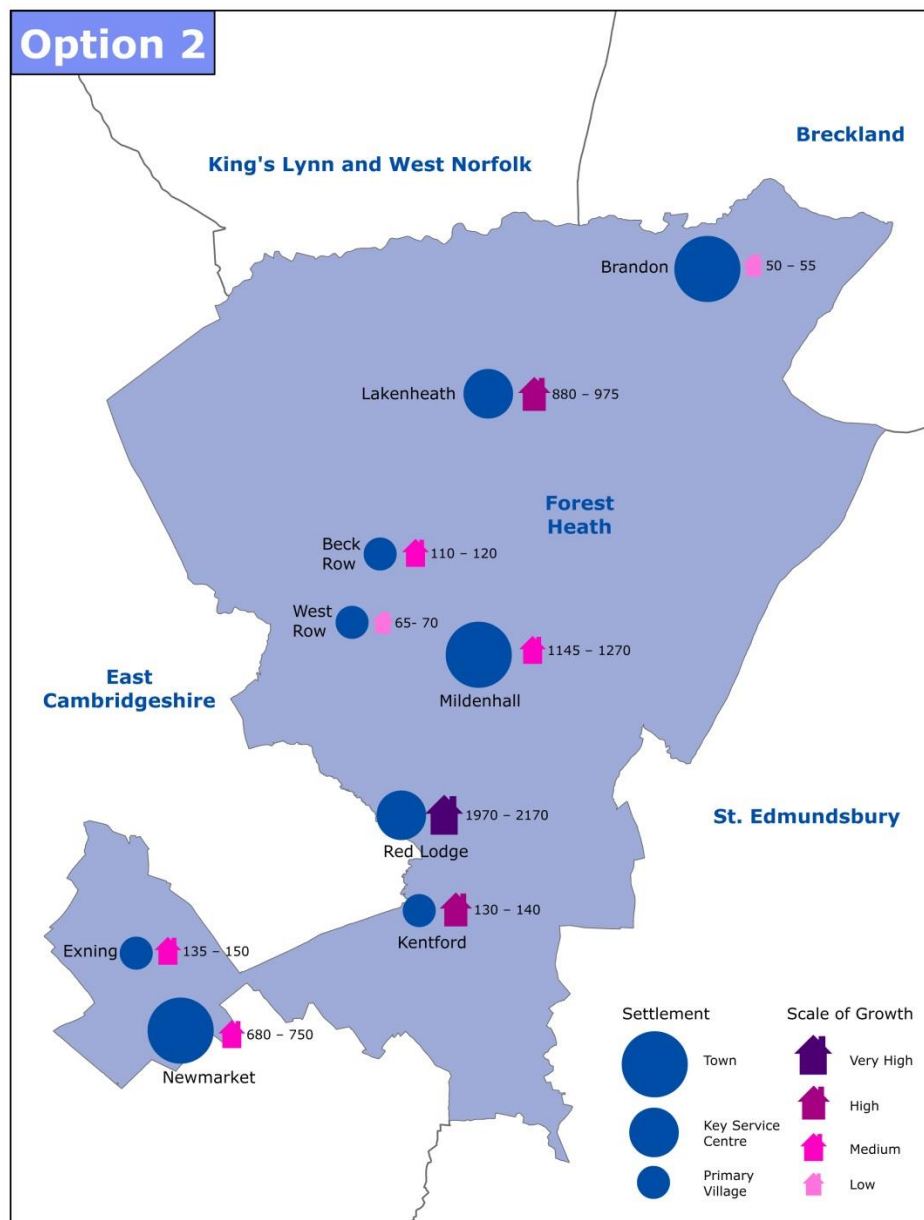 Option 2
Breckland
King's Lynn and West Norfolk
Brandon
50 – 55
Lakenheath
880 – 975
Forest
Heath
Beck
Row
110 – 120
West
Row
65- 70
1145 – 1270
Mildenhall
East
Cambridgeshire
1970 – 2170
Red Lodge
St. Edmundsbury
130 – 140
Kentford
Exning
135 – 150
680 – 750
Newmarket
Settlement
Town
Key Service
Centre
Primary
Village
Scale of Growth
Very High
High
Medium
Low